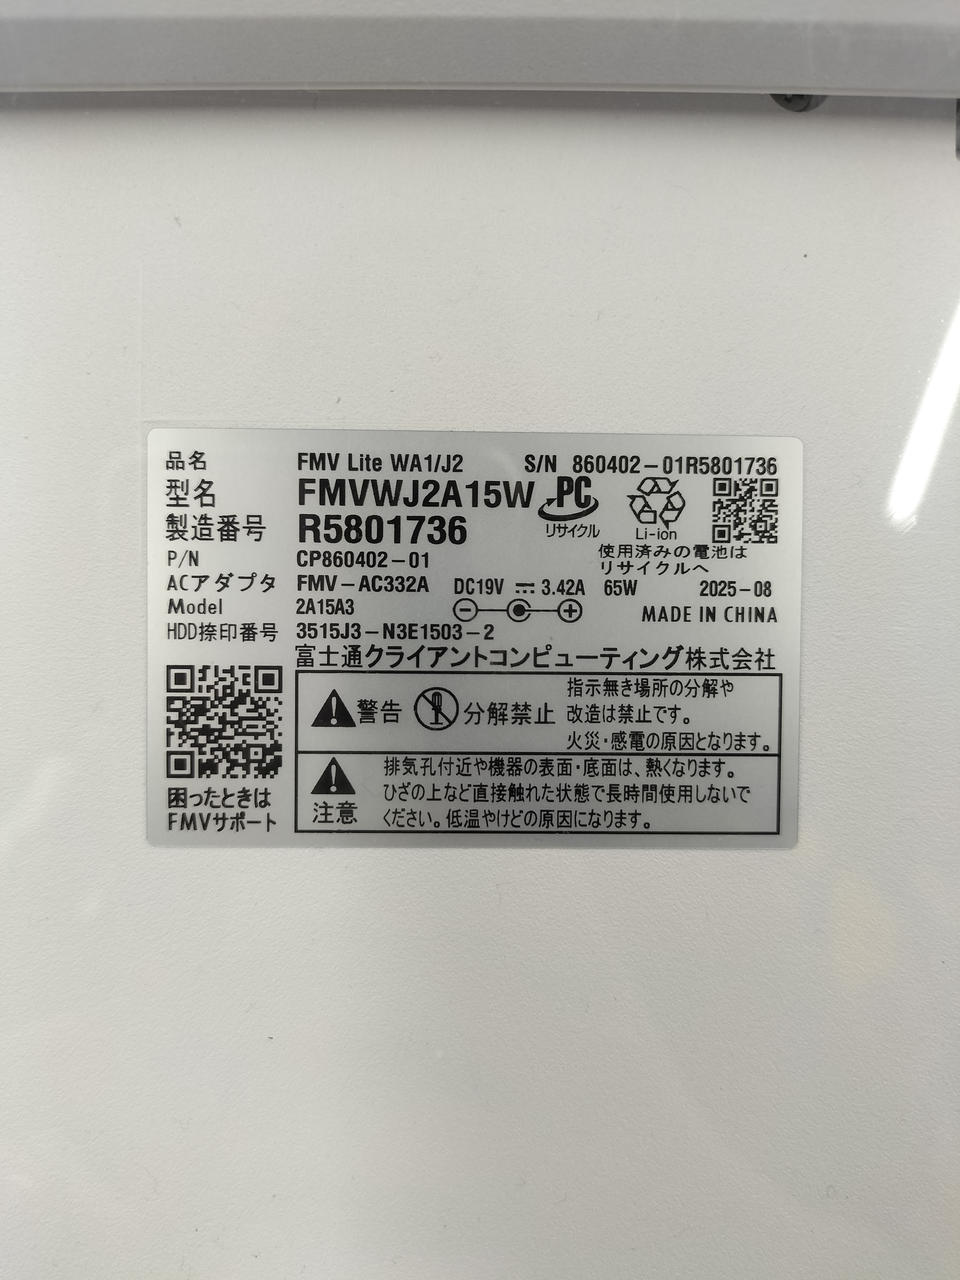 品名 FMV Lite WA1/J2 S/N 860402-01R5801736
型名 FMVWJ2A15W PC
リサイクル Li-ion
製造番号 R5801736
使用済みの電池は
リサイクルへ
P/N CP860402-01
ACアダプタ FMV-AC332A DC19V 3.42A 65W 2025-08
Model 2A15A3 MADE IN CHINA
HDD捺印番号 3515J3-N3E1503-2
富士通クライアントコンピューティング株式会社
警告 分解禁止
指示無き場所の分解や
改造は禁止です。
火災・感電の原因となります。
注意
排気孔付近や機器の表面・底面は、熱くなります。
ひざの上など直接触れた状態で長時間使用しないで
ください。低温やけどの原因になります。
困ったときは
FMVサポート